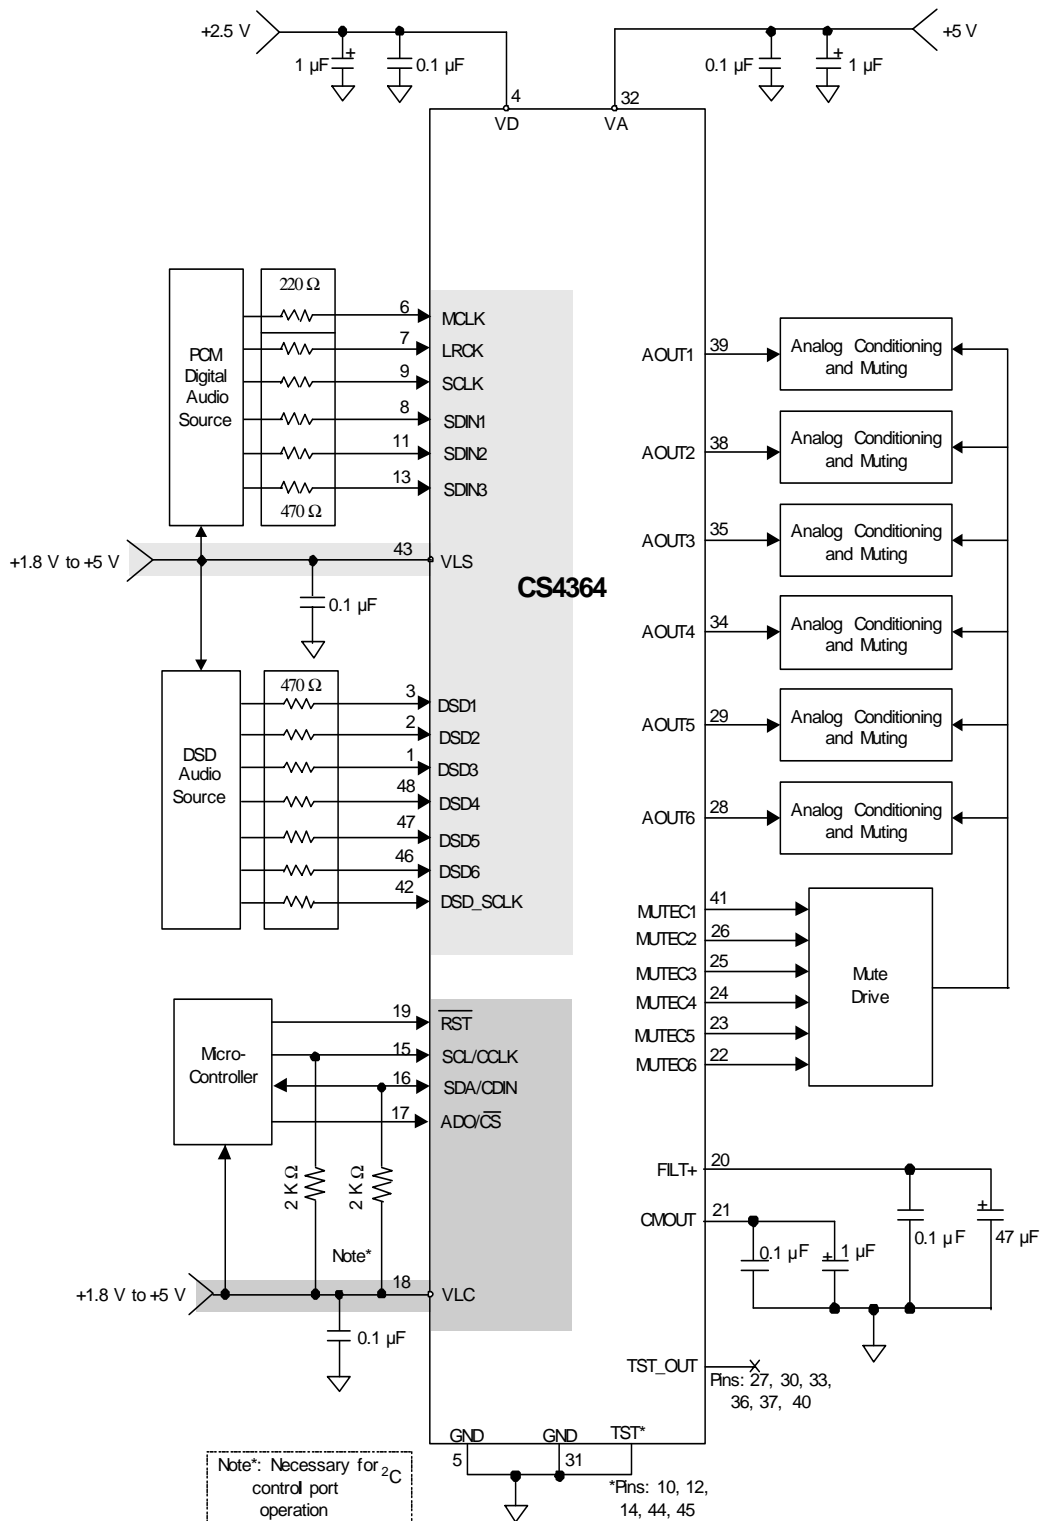 +2.5 V
+5 V
1 µF
+
0.1 µF
0.1 µF
+
1 µF
4
32
VD
VA
220 Ω
6
MCLK
7
LRCK
PCM
Digital
Audio
Source
9
SCLK
8
SDIN1
11
SDIN2
13
SDIN3
470 Ω
39
AOUT1
Analog Conditioning
and Muting
38
AOUT2
Analog Conditioning
and Muting
+1.8 V to +5 V
43
VLS
0.1 µF
CS4364
35
AOUT3
Analog Conditioning
and Muting
34
AOUT4
Analog Conditioning
and Muting
29
AOUT5
Analog Conditioning
and Muting
28
AOUT6
Analog Conditioning
and Muting
470 Ω
3
DSD1
2
DSD2
1
DSD3
DSD
Audio
Source
48
DSD4
47
DSD5
46
DSD6
42
DSD_SCLK
MUTEC1
41
MUTEC2
26
MUTEC3
25
MUTEC4
24
MUTEC5
23
MUTEC6
22
Mute
Drive
19
RST
15
SCL/CCLK
Micro-
Controller
16
SDA/CDIN
17
ADO/CS
2 K Ω
2 K Ω
Note*
+1.8 V to +5 V
18
VLC
0.1 µF
FILT+
20
CMOUT
21
0.1 µF
+
1 µF
0.1 µF
+
47 µF
TST_OUT
Pins: 27, 30, 33,
36, 37, 40
GND
5
GND
31
TST*
*Pins: 10, 12,
14, 44, 45
Note*: Necessary for ²C
control port
operation